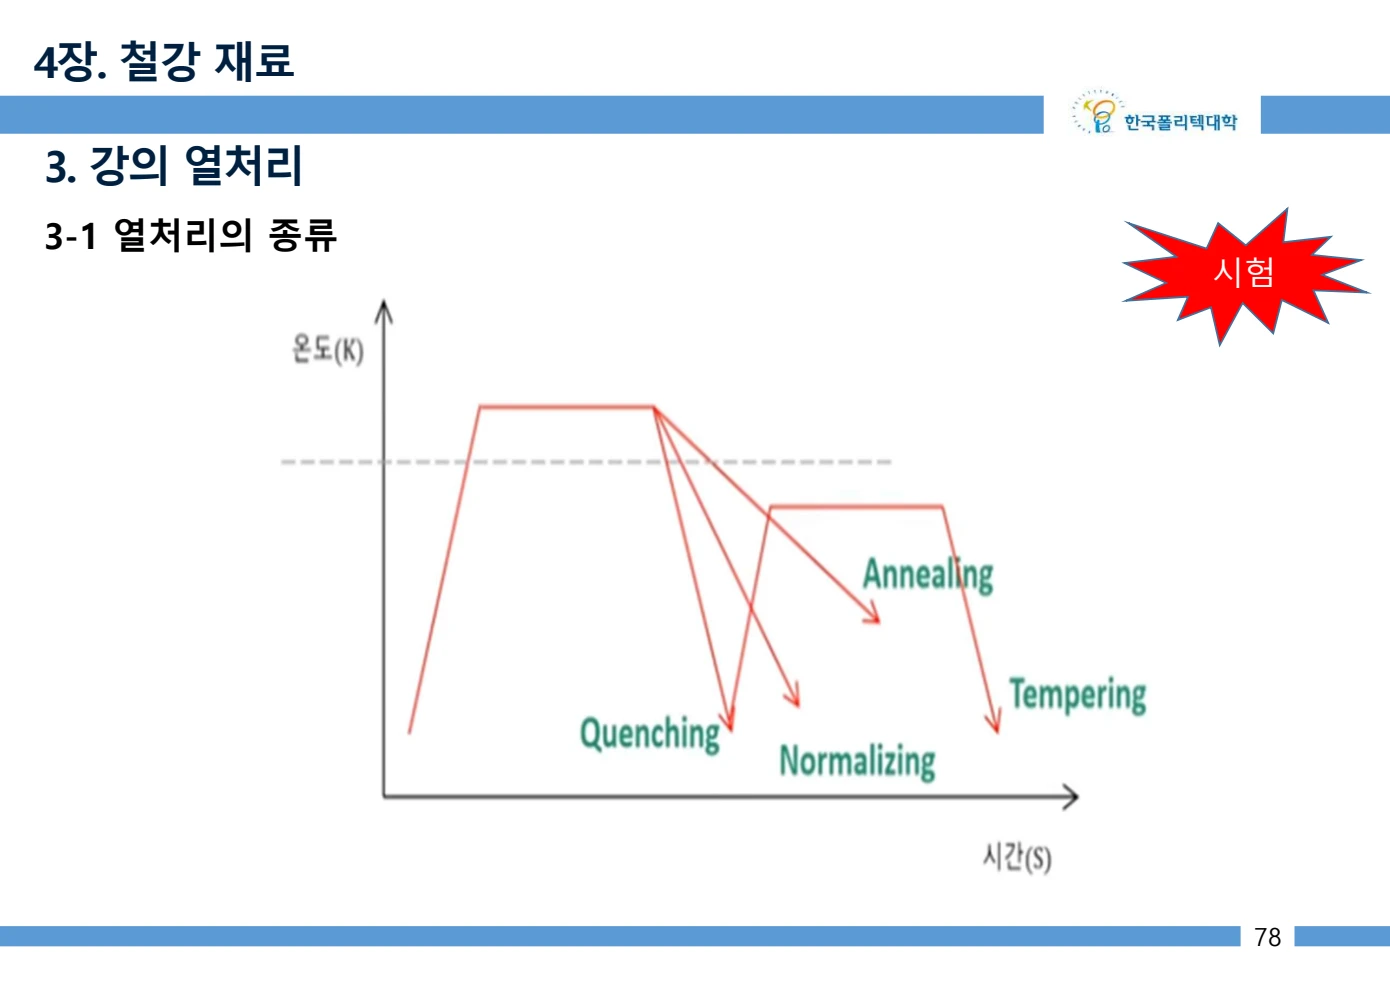 4장. 철강 재료
한국폴리텍대학
3. 강의 열처리
3-1 열처리의 종류
시험
온도(K)
Annealing
Tempering
Quenching
Normalizing
시간(S)
78